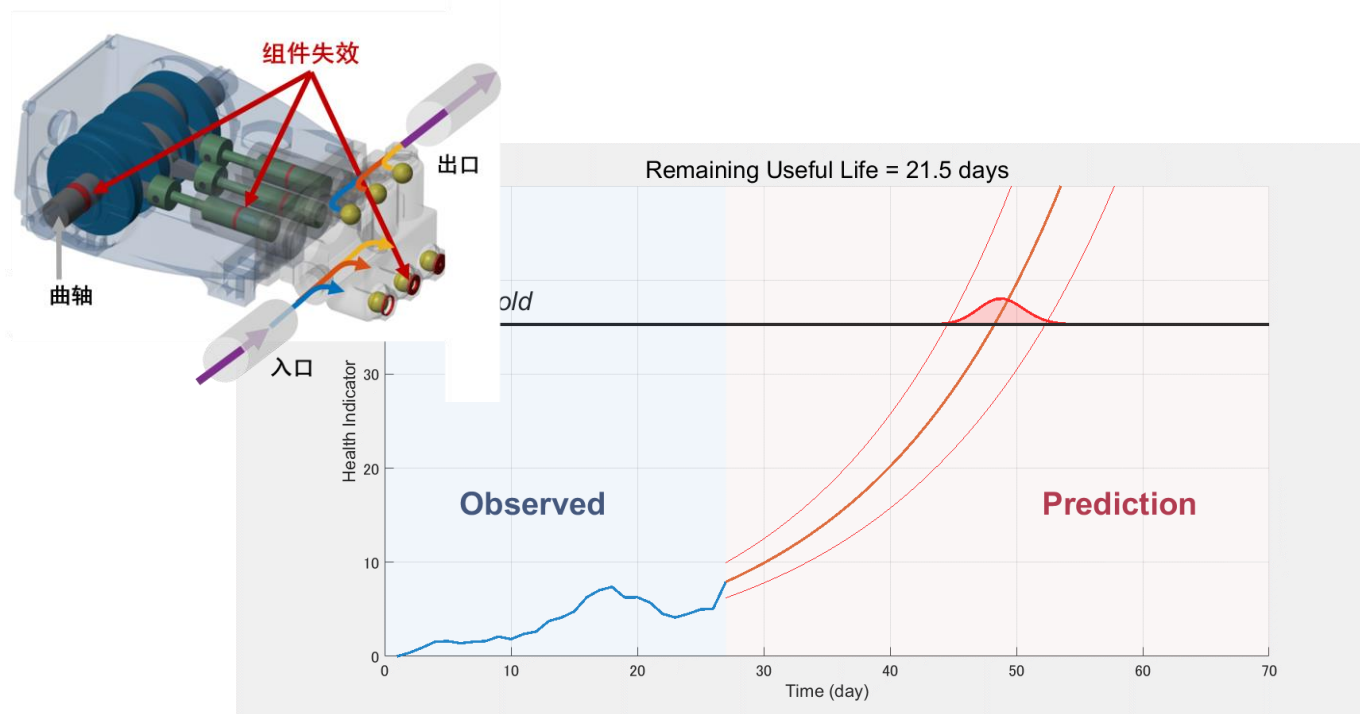 组件失效
出口
曲轴
入口
Remaining Useful Life = 21.5 days
30
20
10
0
Health Indicator
Observed
Prediction
0 10 20 30 40 50 60 70
Time (day)